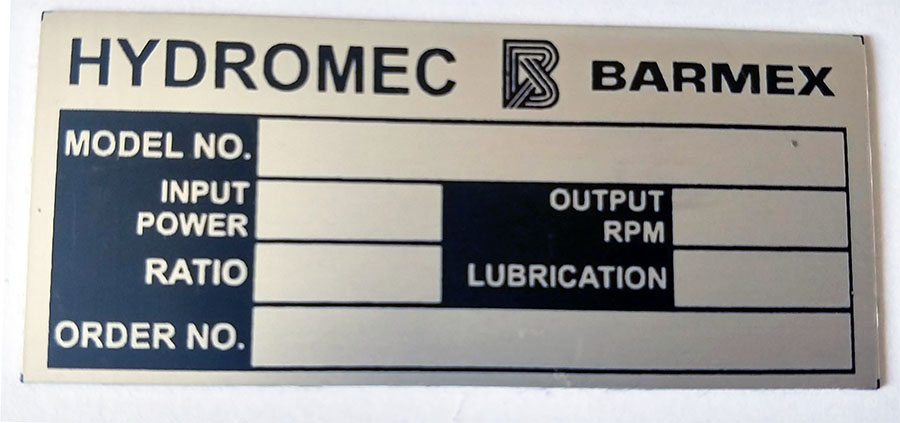 HYDROMEC B BARMEX
MODEL NO.
INPUT POWER
OUTPUT RPM
RATIO
LUBRICATION
ORDER NO.